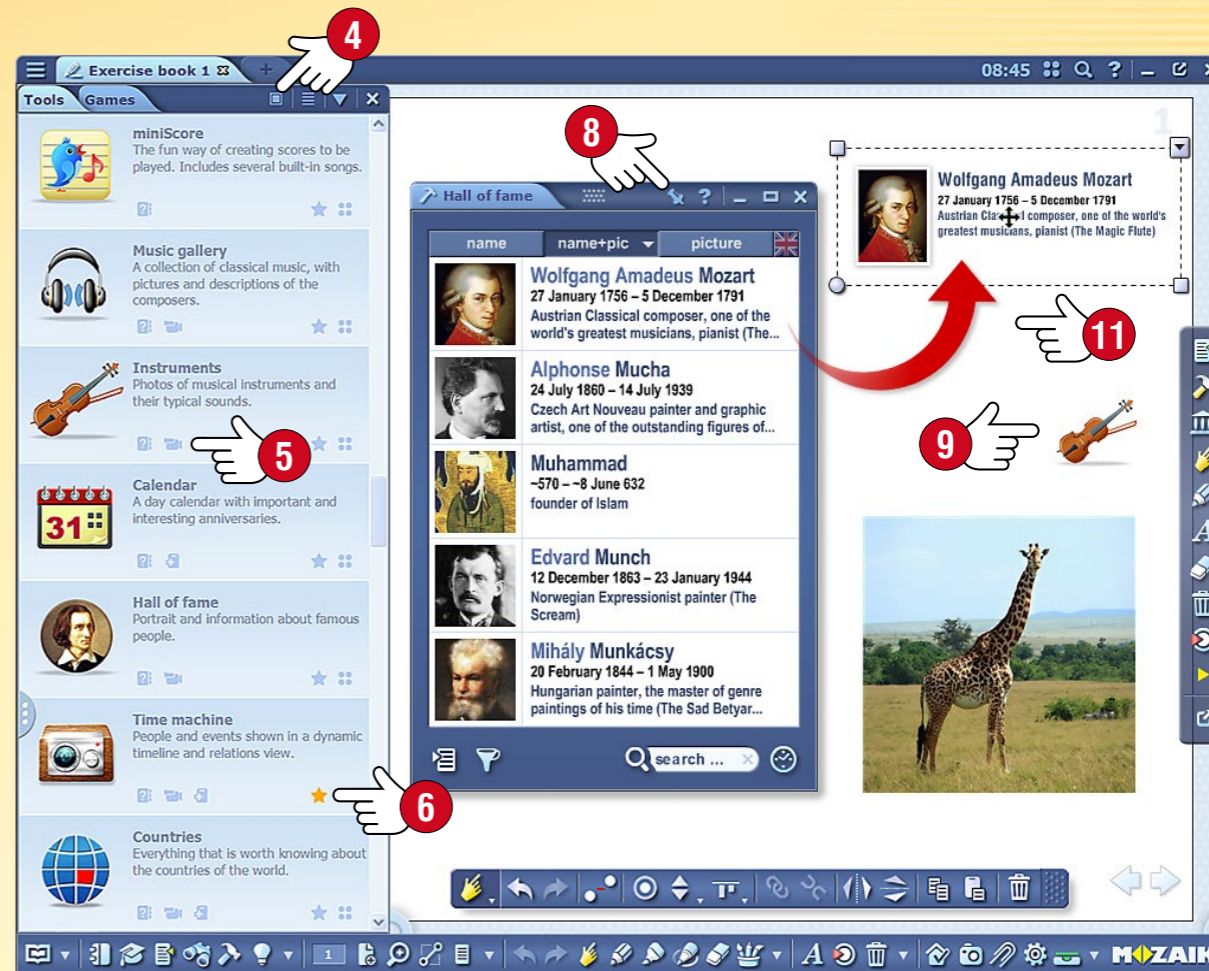 4
Exercise book 1
08:45
?
Tools
Games
miniScore
The fun way of creating scores to be
played. Includes several built-in songs.
Music gallery
A collection of classical music, with
pictures and descriptions of the
composers.
Instruments
Photos of musical instruments and
their typical sounds.
5
Calendar
A day calendar with important and
interesting anniversaries.
31
Hall of fame
Portrait and information about famous
people.
Time machine
People and events shown in a dynamic
timeline and relations view.
6
Countries
Everything that is worth knowing about
the countries of the world.
8
Hall of fame
?
name
name+pic
picture
Wolfgang Amadeus Mozart
27 January 1756 – 5 December 1791
Austrian Classical composer, one of the
world's greatest musicians, pianist (The...
Alphonse Mucha
24 July 1860 – 14 July 1939
Czech Art Nouveau painter and graphic
artist, one of the outstanding figures of...
Muhammad
~570 – ~8 June 632
founder of Islam
Edvard Munch
12 December 1863 – 23 January 1944
Norwegian Expressionist painter (The
Scream)
Mihály Munkácsy
20 February 1844 – 1 May 1900
Hungarian painter, the master of genre
paintings of his time (The Sad Betyar...
search ...
1
Wolfgang Amadeus Mozart
27 January 1756 – 5 December 1791
Austrian Classical composer, one of the world's
greatest musicians, pianist (The Magic Flute)
11
9
A
1
A
MOZAIK